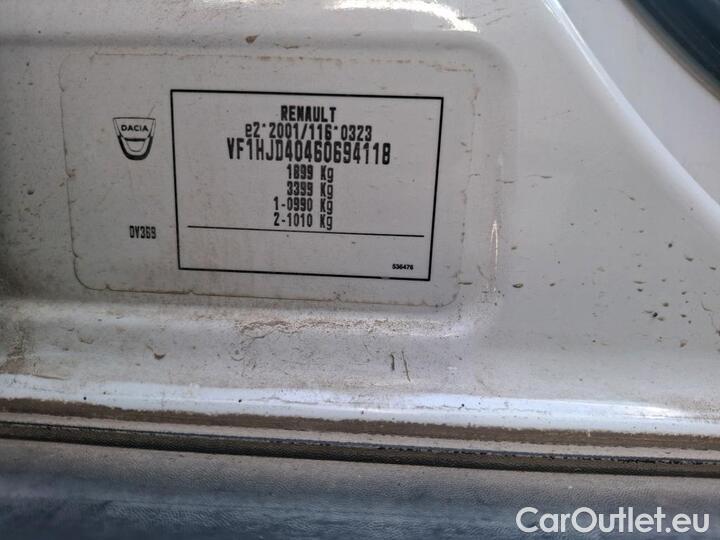 DACIA
RENAULT
e2*2001/116*0323
VF1HJD40460694118
1899 Kg
3399 Kg
1-0990 Kg
2-1010 Kg
DV369
536476
CarOutlet.eu